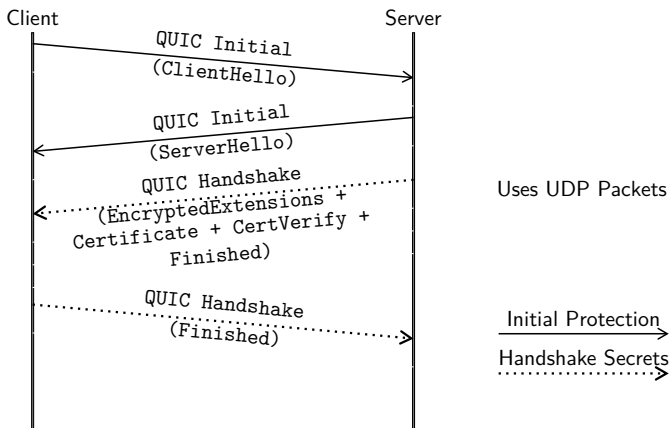 Client
Server
QUIC Initial
(ClientHello)
QUIC Initial
(ServerHello)
QUIC Handshake
(EncryptedExtensions +
Certificate + CertVerify +
Finished)
Uses UDP Packets
QUIC Handshake
(Finished)
Initial Protection
Handshake Secrets